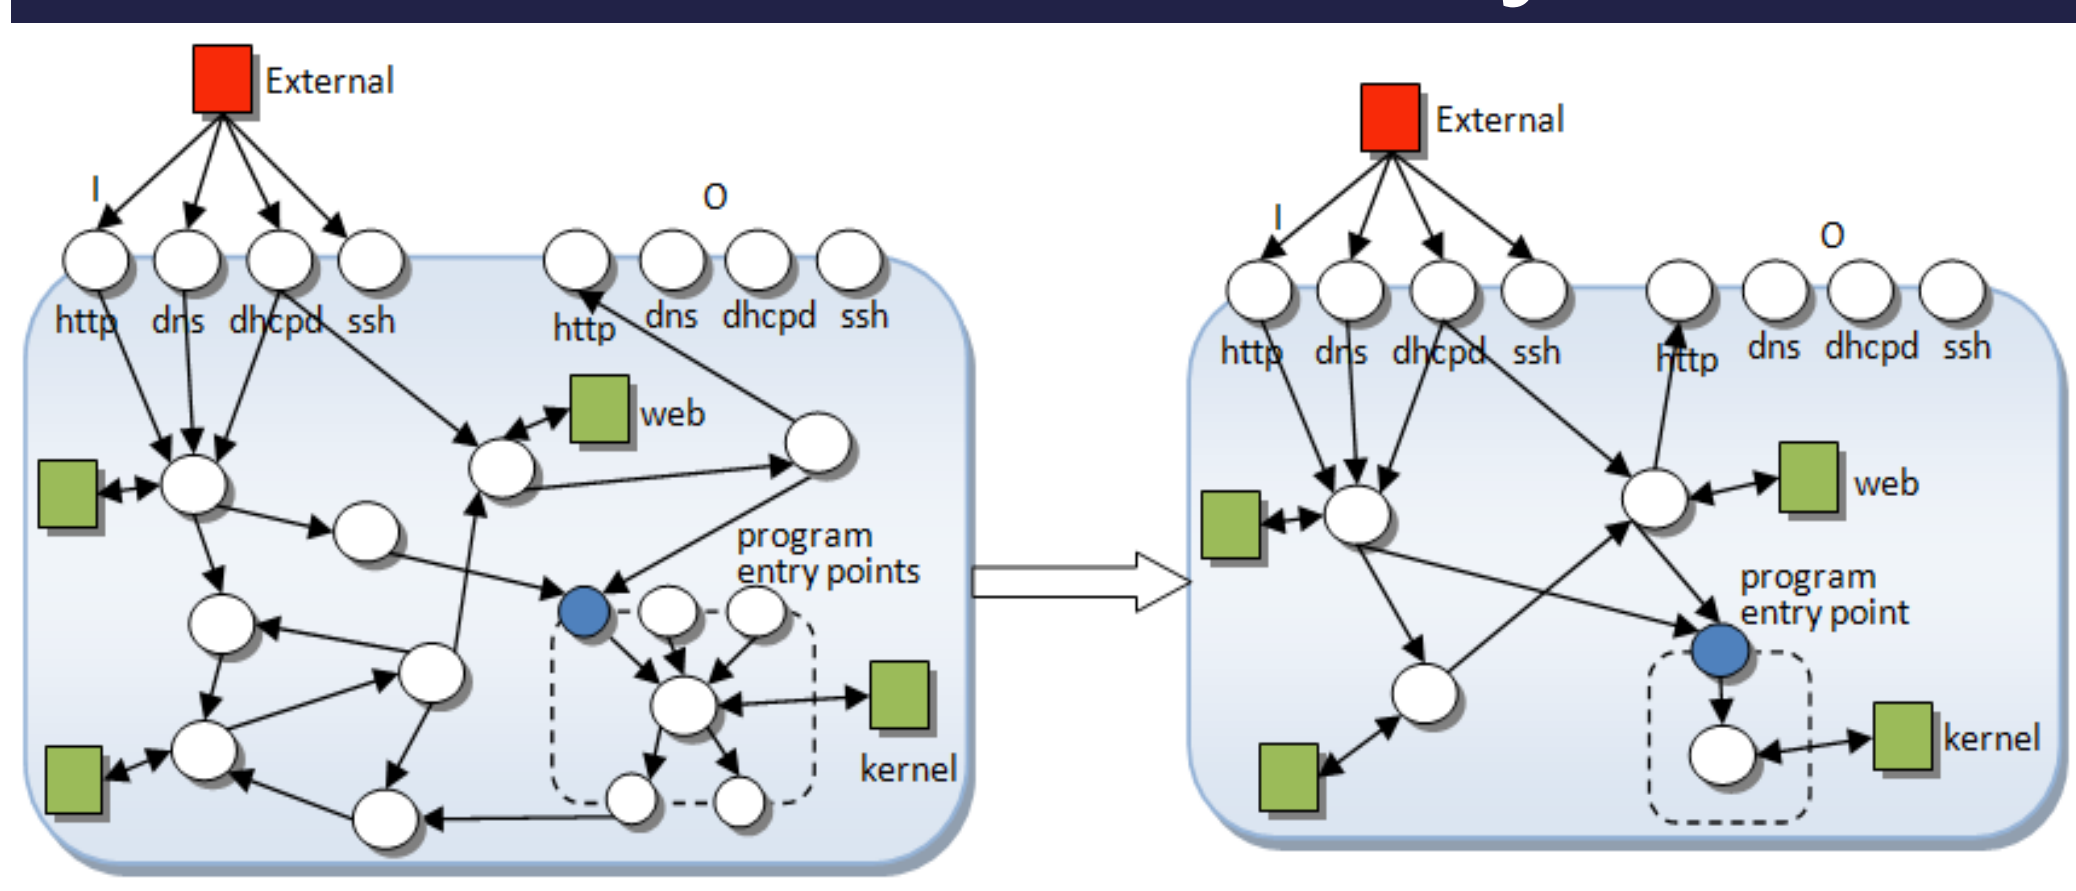 External
I
O
http
dns
dhcpd
ssh
http
dns
dhcpd
ssh
web
program
entry points
kernel
External
I
O
http
dns
dhcpd
ssh
http
dns
dhcpd
ssh
web
program
entry point
kernel